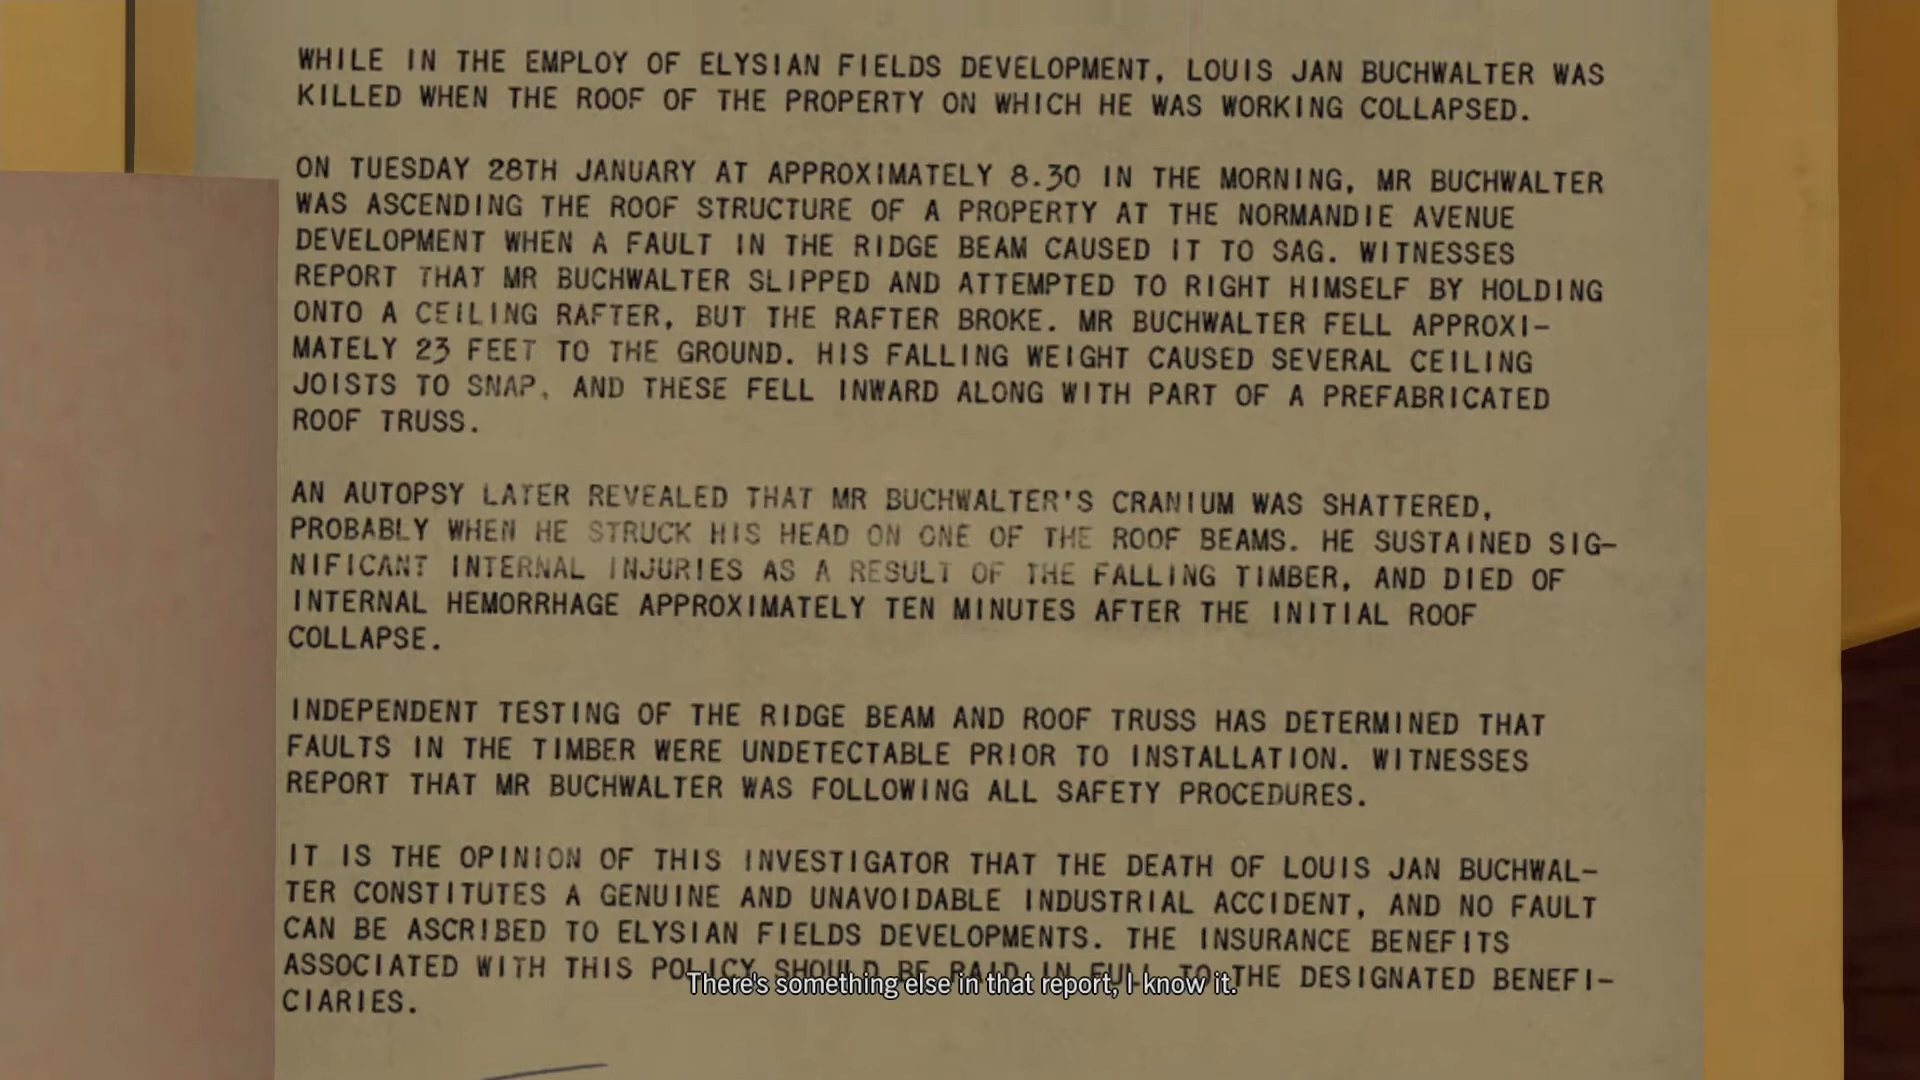 WHILE IN THE EMPLOY OF ELYSIAN FIELDS DEVELOPMENT, LOUIS JAN BUCHWALTER WAS
KILLED WHEN THE ROOF OF THE PROPERTY ON WHICH HE WAS WORKING COLLAPSED.
ON TUESDAY 28TH JANUARY AT APPROXIMATELY 8.30 IN THE MORNING, MR BUCHWALTER
WAS ASCENDING THE ROOF STRUCTURE OF A PROPERTY AT THE NORMANDIE AVENUE
DEVELOPMENT WHEN A FAULT IN THE RIDGE BEAM CAUSED IT TO SAG. WITNESSES
REPORT THAT MR BUCHWALTER SLIPPED AND ATTEMPTED TO RIGHT HIMSELF BY HOLDING
ONTO A CEILING RAFTER, BUT THE RAFTER BROKE. MR BUCHWALTER FELL APPROXI-
MATELY 23 FEET TO THE GROUND. HIS FALLING WEIGHT CAUSED SEVERAL CEILING
JOISTS TO SNAP, AND THESE FELL INWARD ALONG WITH PART OF A PREFABRICATED
ROOF TRUSS.
AN AUTOPSY LATER REVEALED THAT MR BUCHWALTER'S CRANIUM WAS SHATTERED,
PROBABLY WHEN HE STRUCK HIS HEAD ON ONE OF THE ROOF BEAMS. HE SUSTAINED SIG-
NIFICANT INTERNAL INJURIES AS A RESULT OF THE FALLING TIMBER, AND DIED OF
INTERNAL HEMORRHAGE APPROXIMATELY TEN MINUTES AFTER THE INITIAL ROOF
COLLAPSE.
INDEPENDENT TESTING OF THE RIDGE BEAM AND ROOF TRUSS HAS DETERMINED THAT
FAULTS IN THE TIMBER WERE UNDETECTABLE PRIOR TO INSTALLATION. WITNESSES
REPORT THAT MR BUCHWALTER WAS FOLLOWING ALL SAFETY PROCEDURES.
IT IS THE OPINION OF THIS INVESTIGATOR THAT THE DEATH OF LOUIS JAN BUCHWAL-
TER CONSTITUTES A GENUINE AND UNAVOIDABLE INDUSTRIAL ACCIDENT, AND NO FAULT
CAN BE ASCRIBED TO ELYSIAN FIELDS DEVELOPMENTS. THE INSURANCE BENEFITS
ASSOCIATED WITH THIS POLICY SHOULD BE PAID IN FULL TO THE DESIGNATED BENEFI-
CIARIES.
There's something else in that report, I know it.